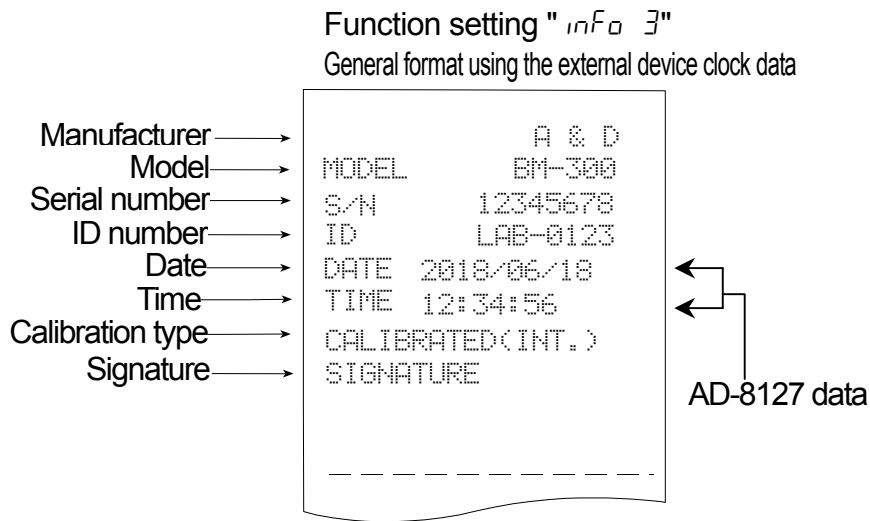 Function setting " inFo 3"
General format using the external device clock data
Manufacturer
A & D
Model
MODEL BM-300
Serial number
S/N 12345678
ID number
ID LAB-0123
Date
DATE 2018/06/18
Time
TIME 12:34:56
Calibration type
CALIBRATED(INT.)
Signature
SIGNATURE
AD-8127 data